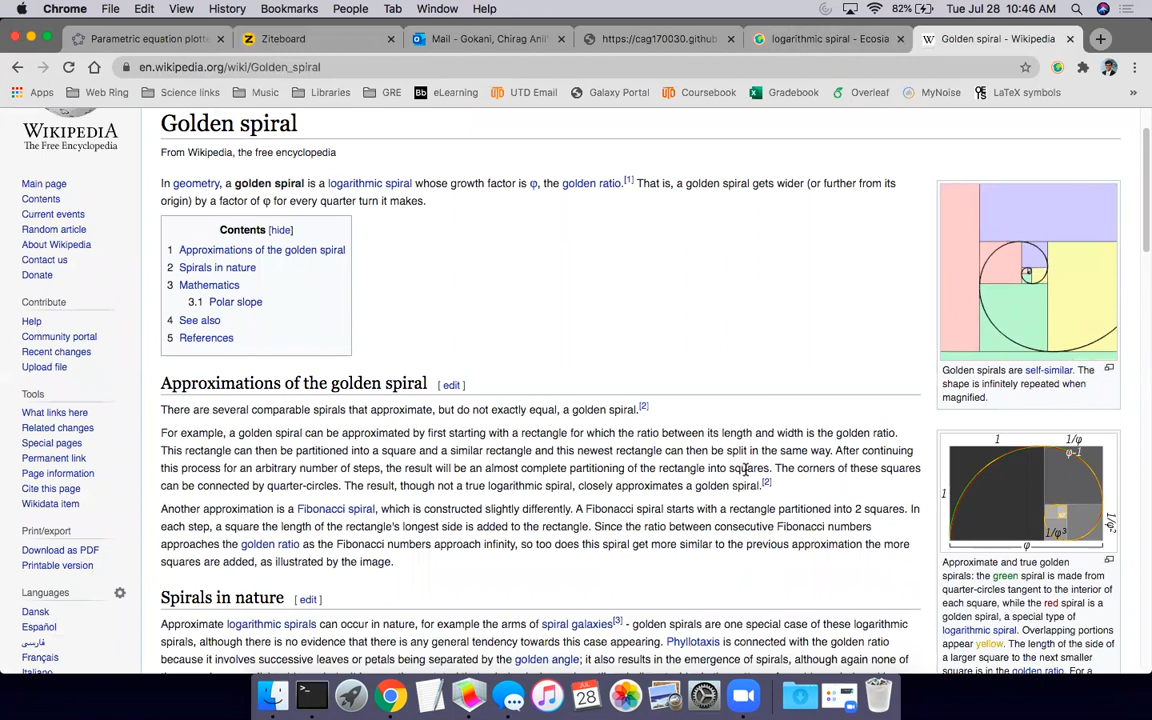 Chrome File Edit View History Bookmarks People Tab Window Help 82% Tue Jul 28 10:46 AM
Parametric equation plotte × Ziteboard × Mail - Gokani, Chirag Anil × https://cag170030.github × logarithmic spiral - Ecosia × Golden spiral - Wikipedia ×
en.wikipedia.org/wiki/Golden_spiral
Apps Web Ring Science links Music Libraries GRE Bb eLearning UTD Email Galaxy Portal Coursebook Gradebook Overleaf MyNoise LaTeX symbols »
WIKIPEDIA
The Free Encyclopedia
Main page
Contents
Current events
Random article
About Wikipedia
Contact us
Donate
Contribute
Help
Community portal
Recent changes
Upload file
Tools
What links here
Related changes
Special pages
Permanent link
Page information
Cite this page
Wikidata item
Print/export
Download as PDF
Printable version
Languages
Dansk
Español
فارسی
Français
Italiano
Golden spiral
From Wikipedia, the free encyclopedia
In geometry, a golden spiral is a logarithmic spiral whose growth factor is φ, the golden ratio.[1] That is, a golden spiral gets wider (or further from its
origin) by a factor of φ for every quarter turn it makes.
Contents [hide]
1 Approximations of the golden spiral
2 Spirals in nature
3 Mathematics
3.1 Polar slope
4 See also
5 References
Approximations of the golden spiral [ edit ]
There are several comparable spirals that approximate, but do not exactly equal, a golden spiral.[2]
For example, a golden spiral can be approximated by first starting with a rectangle for which the ratio between its length and width is the golden ratio.
This rectangle can then be partitioned into a square and a similar rectangle and this newest rectangle can then be split in the same way. After continuing
this process for an arbitrary number of steps, the result will be an almost complete partitioning of the rectangle into squares. The corners of these squares
can be connected by quarter-circles. The result, though not a true logarithmic spiral, closely approximates a golden spiral.[2]
Another approximation is a Fibonacci spiral, which is constructed slightly differently. A Fibonacci spiral starts with a rectangle partitioned into 2 squares. In
each step, a square the length of the rectangle's longest side is added to the rectangle. Since the ratio between consecutive Fibonacci numbers
approaches the golden ratio as the Fibonacci numbers approach infinity, so too does this spiral get more similar to the previous approximation the more
squares are added, as illustrated by the image.
Spirals in nature [ edit ]
Approximate logarithmic spirals can occur in nature, for example the arms of spiral galaxies[3] - golden spirals are one special case of these logarithmic
spirals, although there is no evidence that there is any general tendency towards this case appearing. Phyllotaxis is connected with the golden ratio
because it involves successive leaves or petals being separated by the golden angle; it also results in the emergence of spirals, although again none of
Golden spirals are self-similar. The
shape is infinitely repeated when
magnified.
1 1/φ
φ-1
1
1/φ²
1/φ³
φ
Approximate and true golden
spirals: the green spiral is made from
quarter-circles tangent to the interior of
each square, while the red spiral is a
golden spiral, a special type of
logarithmic spiral. Overlapping portions
appear yellow. The length of the side
of a larger square to the next smaller
square is in the golden ratio. For a
28